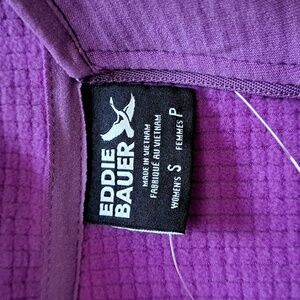 EDDIE
BAUER
MADE IN VIETNAM
FABRIQUÉ AU VIETNAM
WOMEN'S S FEMMES P